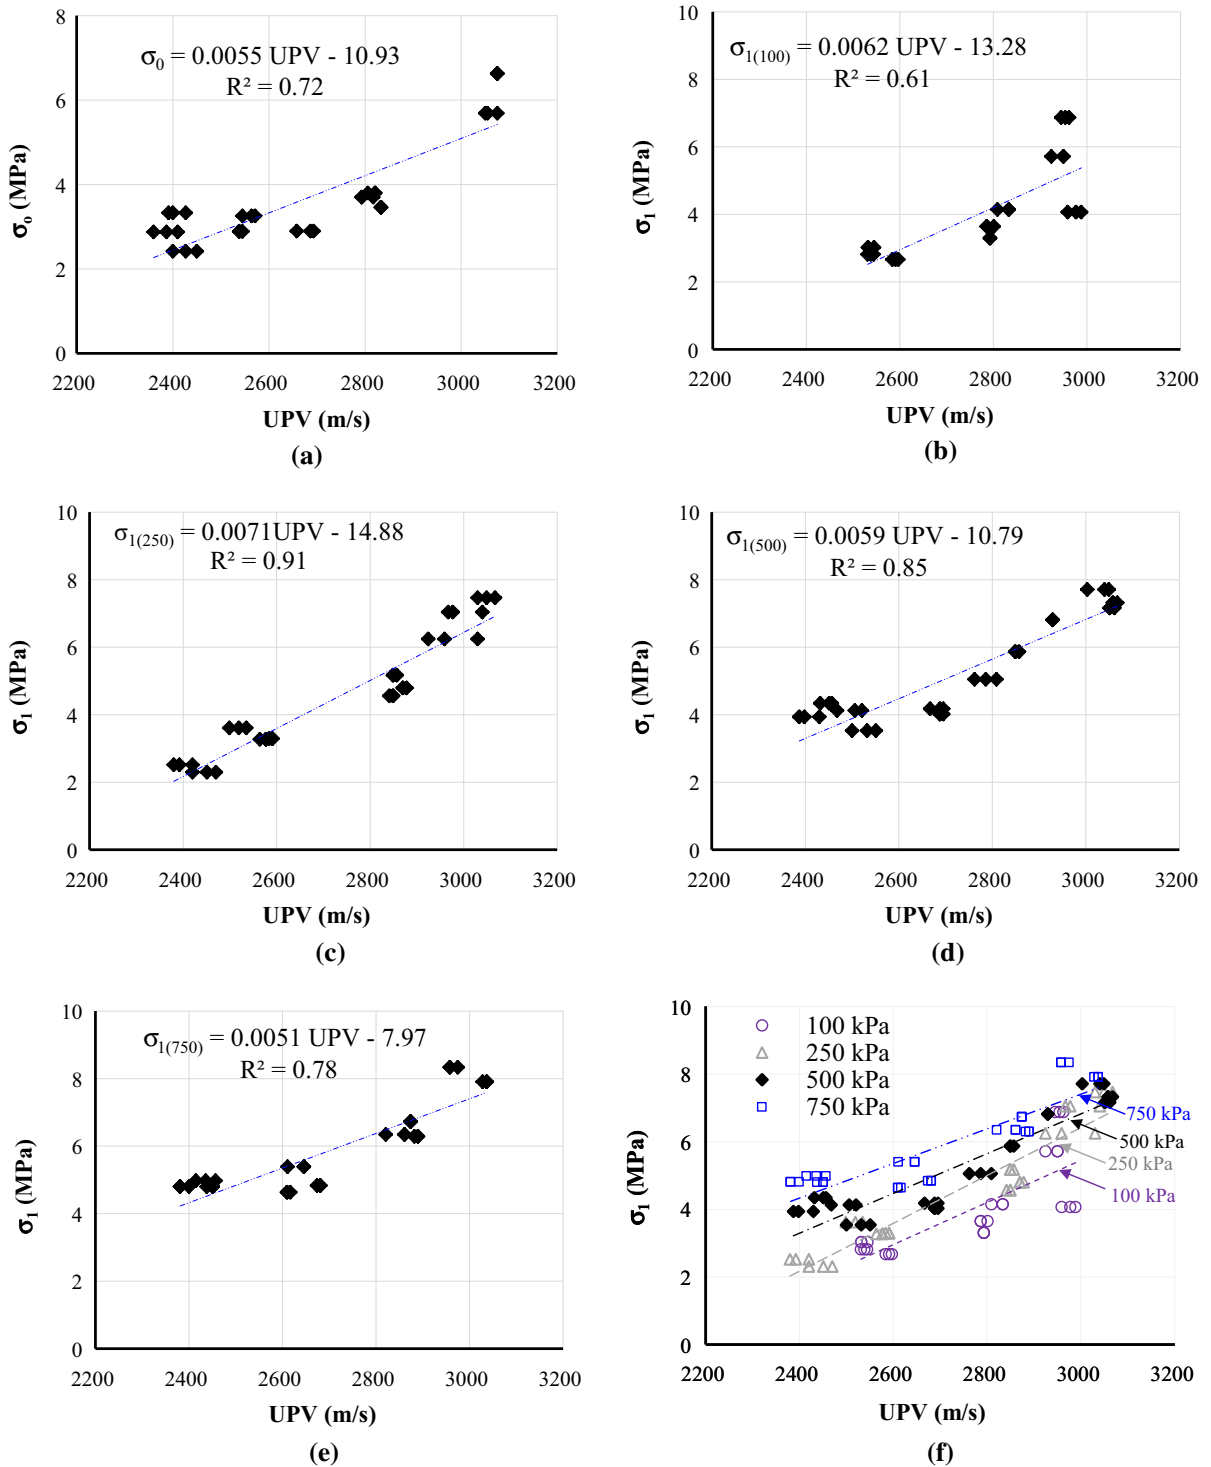 8
6
4
2
0
σ₀ = 0.0055 UPV - 10.93
R² = 0.72
σₒ (MPa)
2200 2400 2600 2800 3000 3200
UPV (m/s)
(a)
10
8
6
4
2
0
σ₁₍₁₀₀₎ = 0.0062 UPV - 13.28
R² = 0.61
σ₁ (MPa)
2200 2400 2600 2800 3000 3200
UPV (m/s)
(b)
10
8
6
4
2
0
σ₁₍₂₅₀₎ = 0.0071UPV - 14.88
R² = 0.91
σ₁ (MPa)
2200 2400 2600 2800 3000 3200
UPV (m/s)
(c)
10
8
6
4
2
0
σ₁₍₅₀₀₎ = 0.0059 UPV - 10.79
R² = 0.85
σ₁ (MPa)
2200 2400 2600 2800 3000 3200
UPV (m/s)
(d)
10
8
6
4
2
0
σ₁₍₇₅₀₎ = 0.0051 UPV - 7.97
R² = 0.78
σ₁ (MPa)
2200 2400 2600 2800 3000 3200
UPV (m/s)
(e)
10
8
6
4
2
0
100 kPa
250 kPa
500 kPa
750 kPa
750 kPa
500 kPa
250 kPa
100 kPa
σ₁ (MPa)
2200 2400 2600 2800 3000 3200
UPV (m/s)
(f)